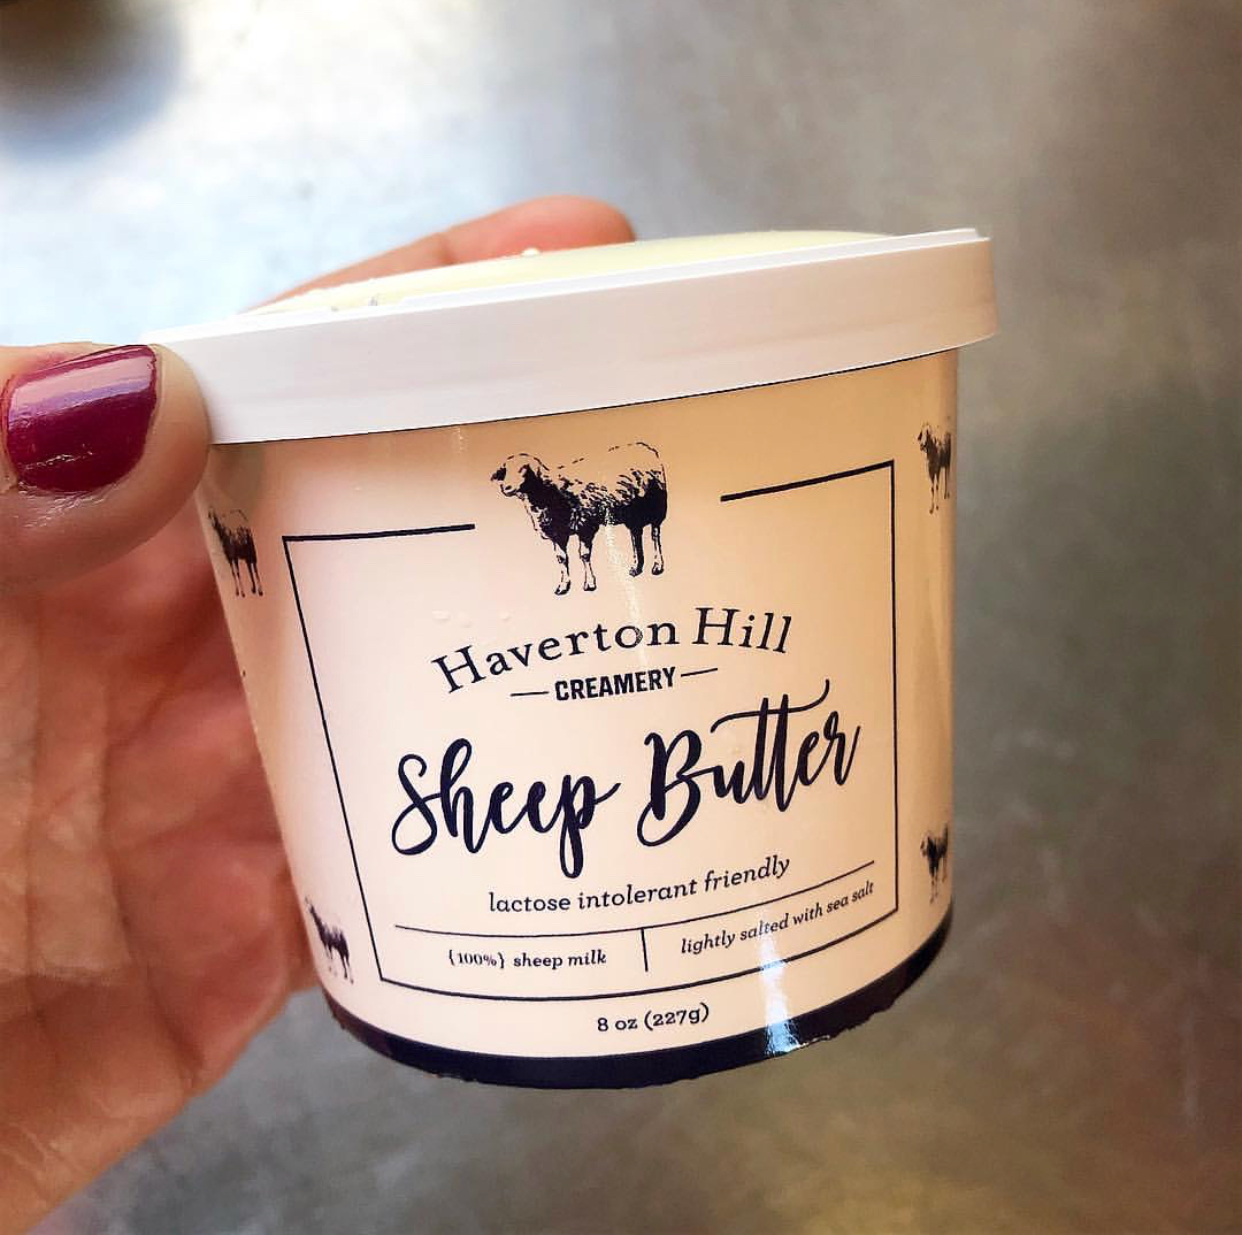 Haverton Hill
CREAMERY
Sheep Butter
lactose intolerant friendly
{100%} sheep milk
lightly salted with sea salt
8 oz (227g)